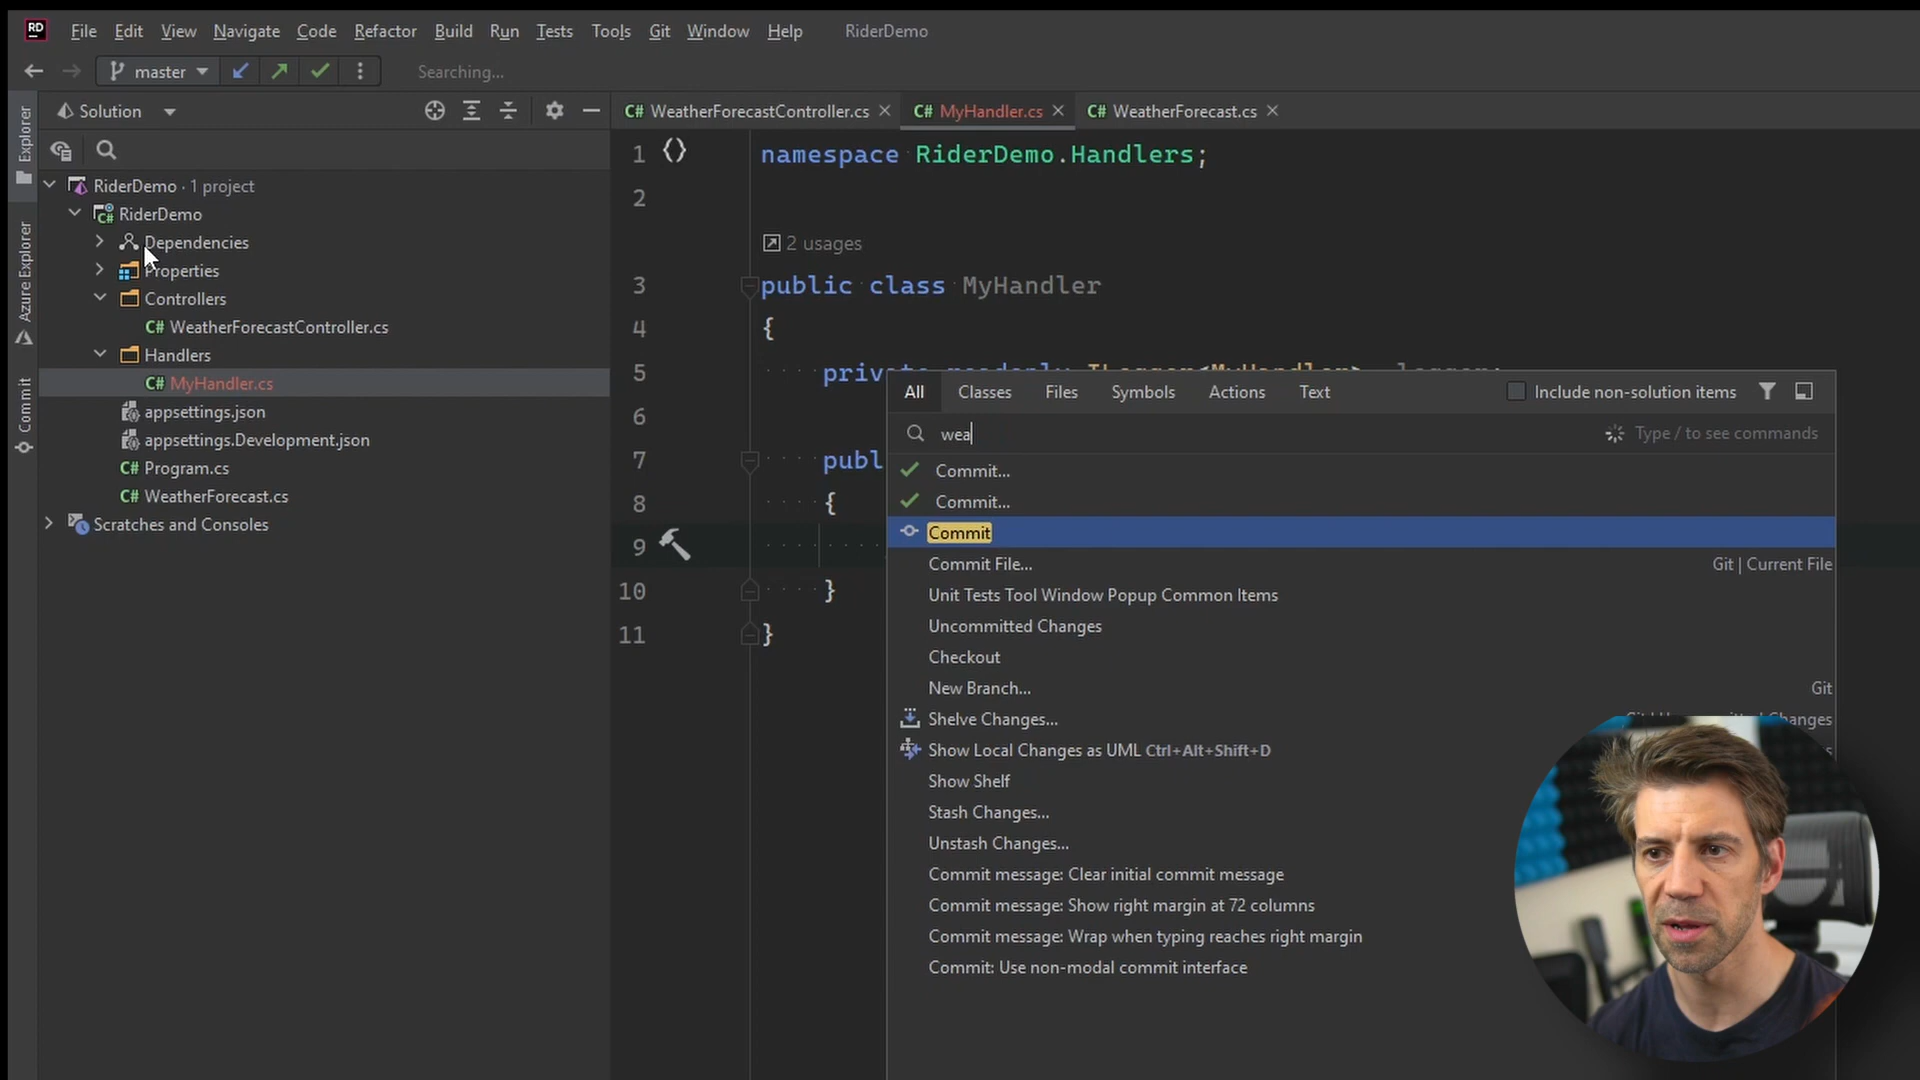 RD File Edit View Navigate Code Refactor Build Run Tests Tools Git Window Help RiderDemo
master Searching...
Explorer
Azure Explorer
Commit
Solution
RiderDemo · 1 project
RiderDemo
Dependencies
Properties
Controllers
C# WeatherForecastController.cs
Handlers
C# MyHandler.cs
appsettings.json
appsettings.Development.json
C# Program.cs
C# WeatherForecast.cs
Scratches and Consoles
C# WeatherForecastController.cs C# MyHandler.cs C# WeatherForecast.cs
1 namespace RiderDemo.Handlers;
2
2 usages
3 public class MyHandler
4 {
5 private readonly ILogger<MyHandler> _logger;
6
7 publ
8 {
9
10 }
11 }
All Classes Files Symbols Actions Text Include non-solution items
wea Type / to see commands
Commit...
Commit...
Commit
Commit File... Git | Current File
Unit Tests Tool Window Popup Common Items
Uncommitted Changes
Checkout
New Branch... Git
Shelve Changes... Changes
Show Local Changes as UML Ctrl+Alt+Shift+D
Show Shelf
Stash Changes...
Unstash Changes...
Commit message: Clear initial commit message
Commit message: Show right margin at 72 columns
Commit message: Wrap when typing reaches right margin
Commit: Use non-modal commit interface